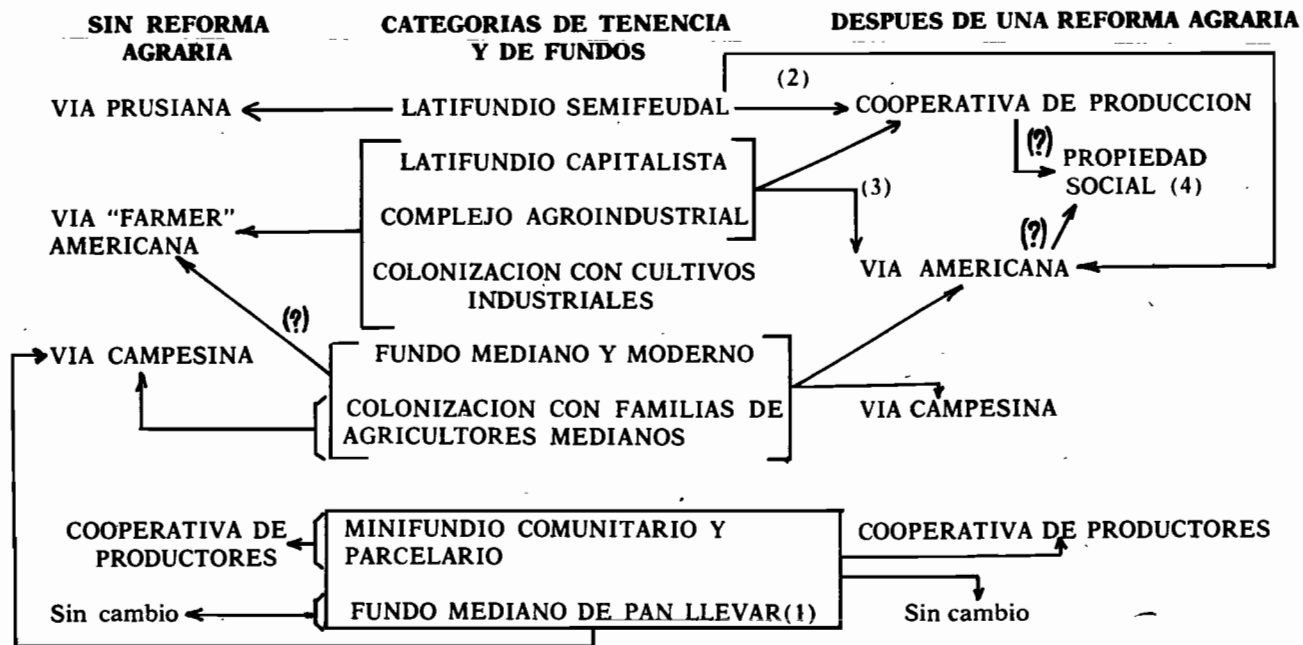 SIN REFORMA
AGRARIA
CATEGORIAS DE TENENCIA
Y DE FUNDOS
DESPUES DE UNA REFORMA AGRARIA
VIA PRUSIANA
LATIFUNDIO SEMIFEUDAL
(2)
COOPERATIVA DE PRODUCCION
LATIFUNDIO CAPITALISTA
(?)
PROPIEDAD
SOCIAL (4)
VIA "FARMER"
AMERICANA
COMPLEJO AGROINDUSTRIAL
(3)
(?)
VIA AMERICANA
COLONIZACION CON CULTIVOS
INDUSTRIALES
(?)
VIA CAMPESINA
FUNDO MEDIANO Y MODERNO
COLONIZACION CON FAMILIAS DE
AGRICULTORES MEDIANOS
VIA CAMPESINA
COOPERATIVA DE
PRODUCTORES
MINIFUNDIO COMUNITARIO Y
PARCELARIO
COOPERATIVA DE PRODUCTORES
Sin cambio
FUNDO MEDIANO DE PAN LLEVAR(1)
Sin cambio